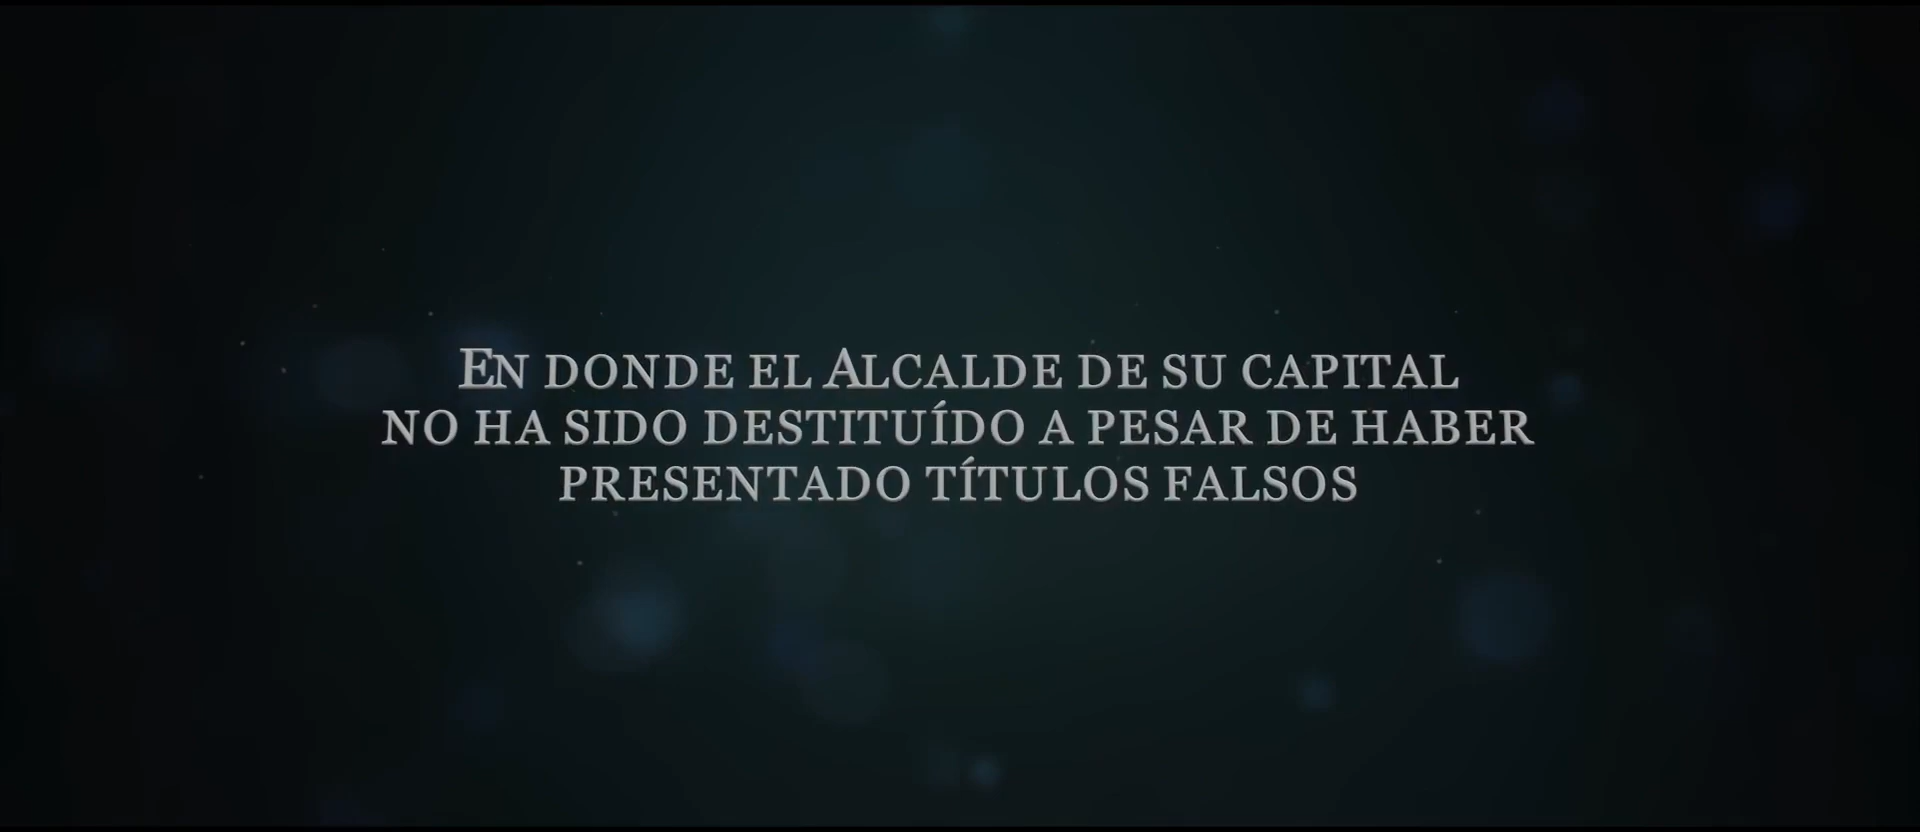 En donde el Alcalde de su capital
no ha sido destituído a pesar de haber
presentado títulos falsos